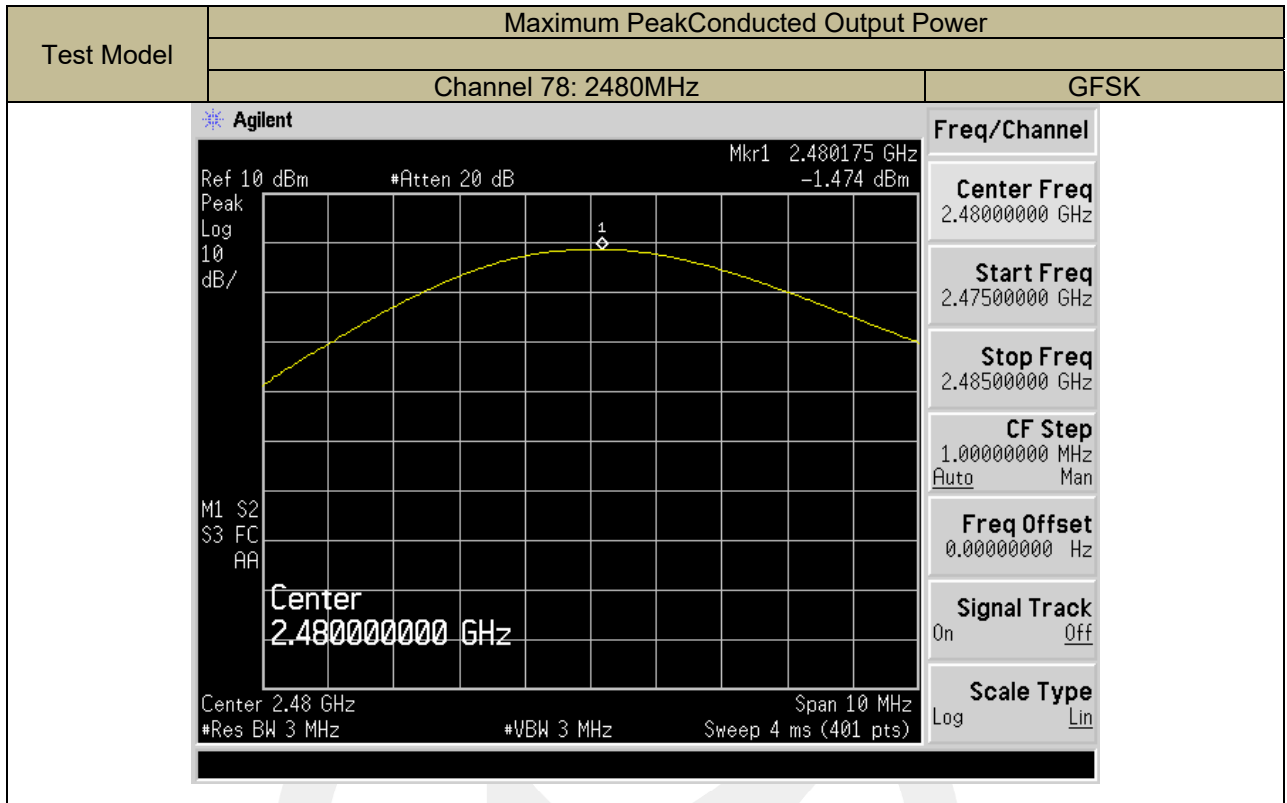 Test Model
Maximum PeakConducted Output Power
Channel 78: 2480MHz
GFSK
Agilent
Freq/Channel
Mkr1 2.480175 GHz
Ref 10 dBm #Atten 20 dB -1.474 dBm
Peak
Log
10
dB/
1
Center Freq
2.48000000 GHz
Start Freq
2.47500000 GHz
Stop Freq
2.48500000 GHz
CF Step
1.00000000 MHz
Auto Man
M1 S2
S3 FC
AA
Freq Offset
0.00000000 Hz
Center
2.480000000 GHz
Signal Track
On Off
Scale Type
Log Lin
Center 2.48 GHz Span 10 MHz
#Res BW 3 MHz #VBW 3 MHz Sweep 4 ms (401 pts)